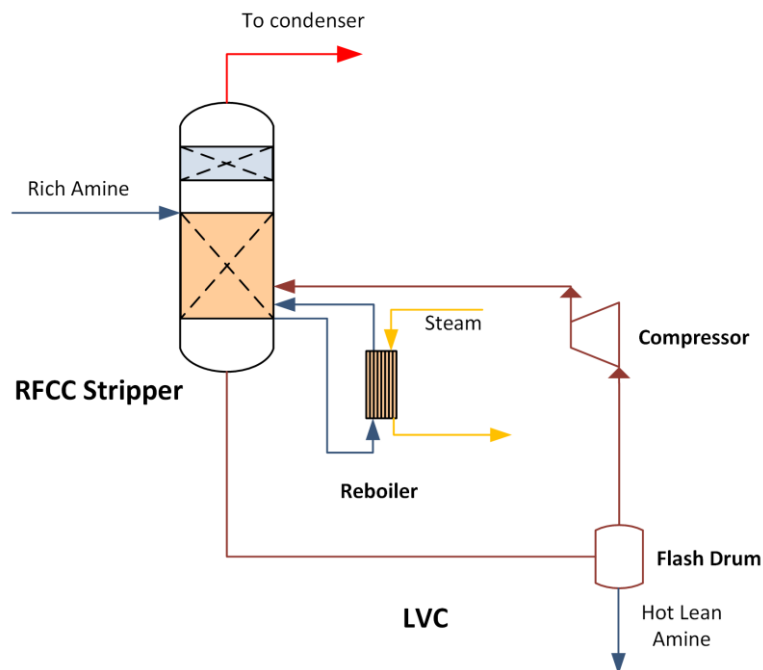 To condenser
Rich Amine
Steam
Compressor
RFCC Stripper
Reboiler
Flash Drum
LVC
Hot Lean
Amine